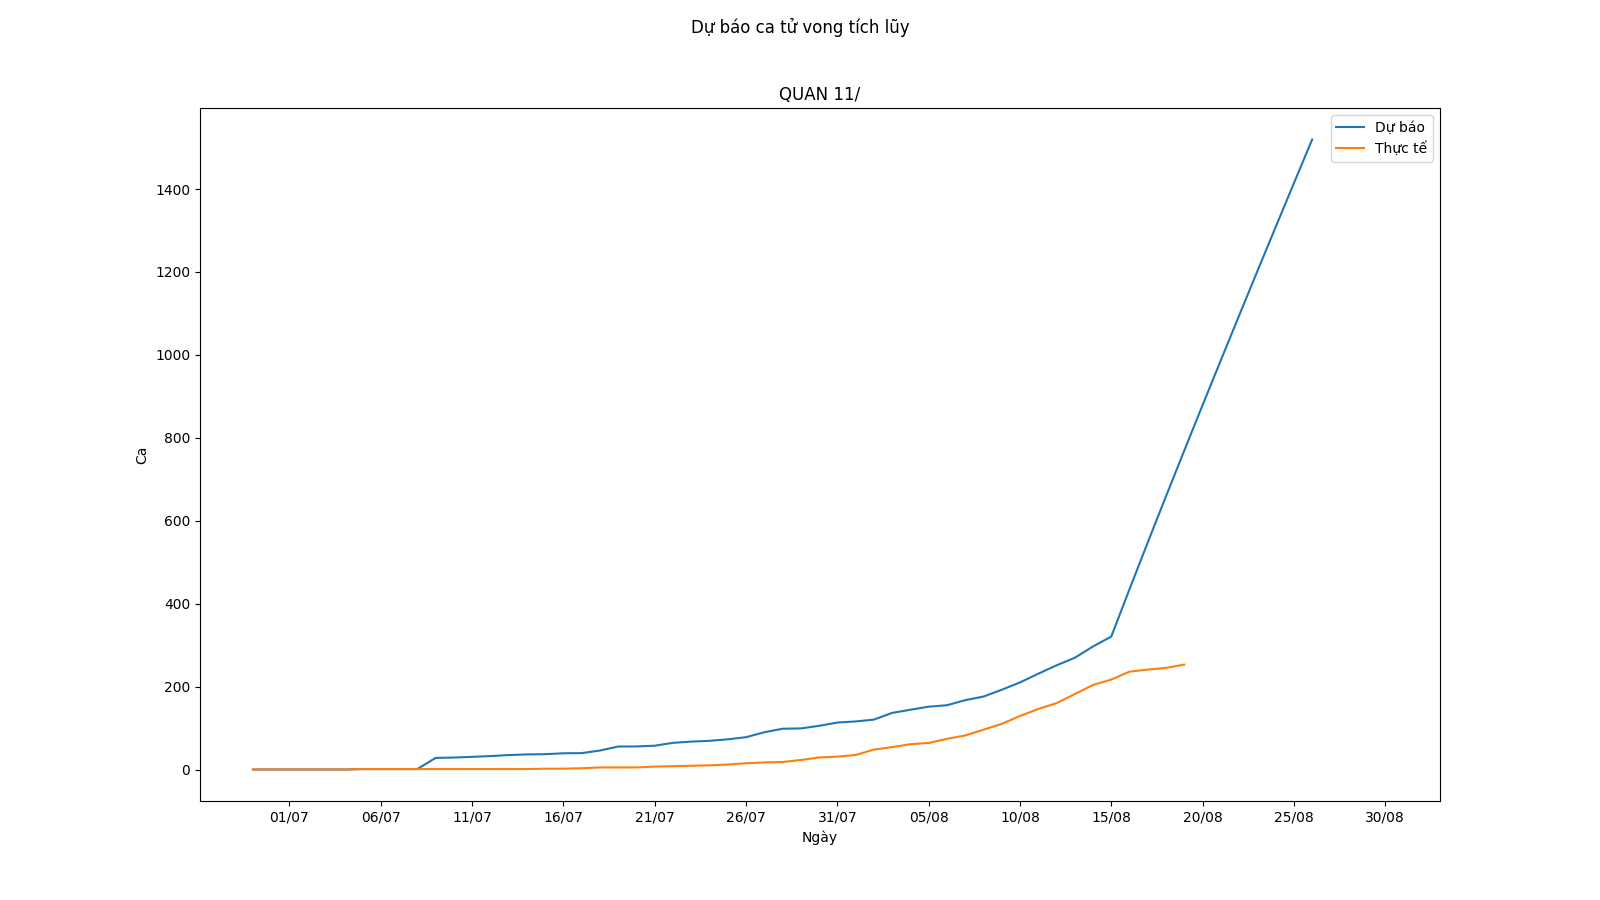 Dự báo ca tử vong tích lũy
QUAN 11/
Dự báo
Thực tế
1400
1200
1000
800
600
400
200
0
Ca
01/07 06/07 11/07 16/07 21/07 26/07 31/07 05/08 10/08 15/08 20/08 25/08 30/08
Ngày